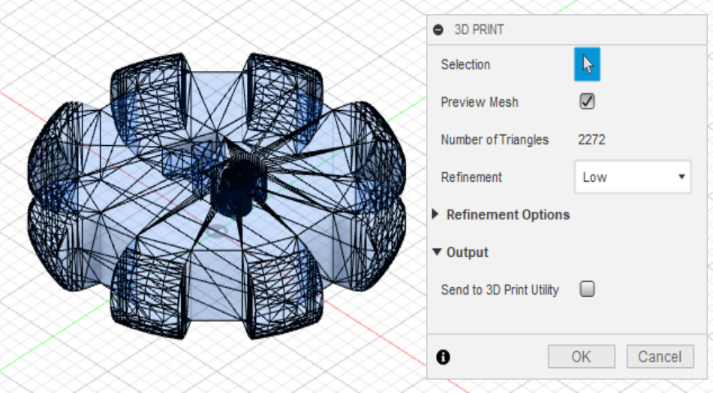 3D PRINT
Selection
Preview Mesh
Number of Triangles 2272
Refinement Low
Refinement Options
Output
Send to 3D Print Utility
OK Cancel